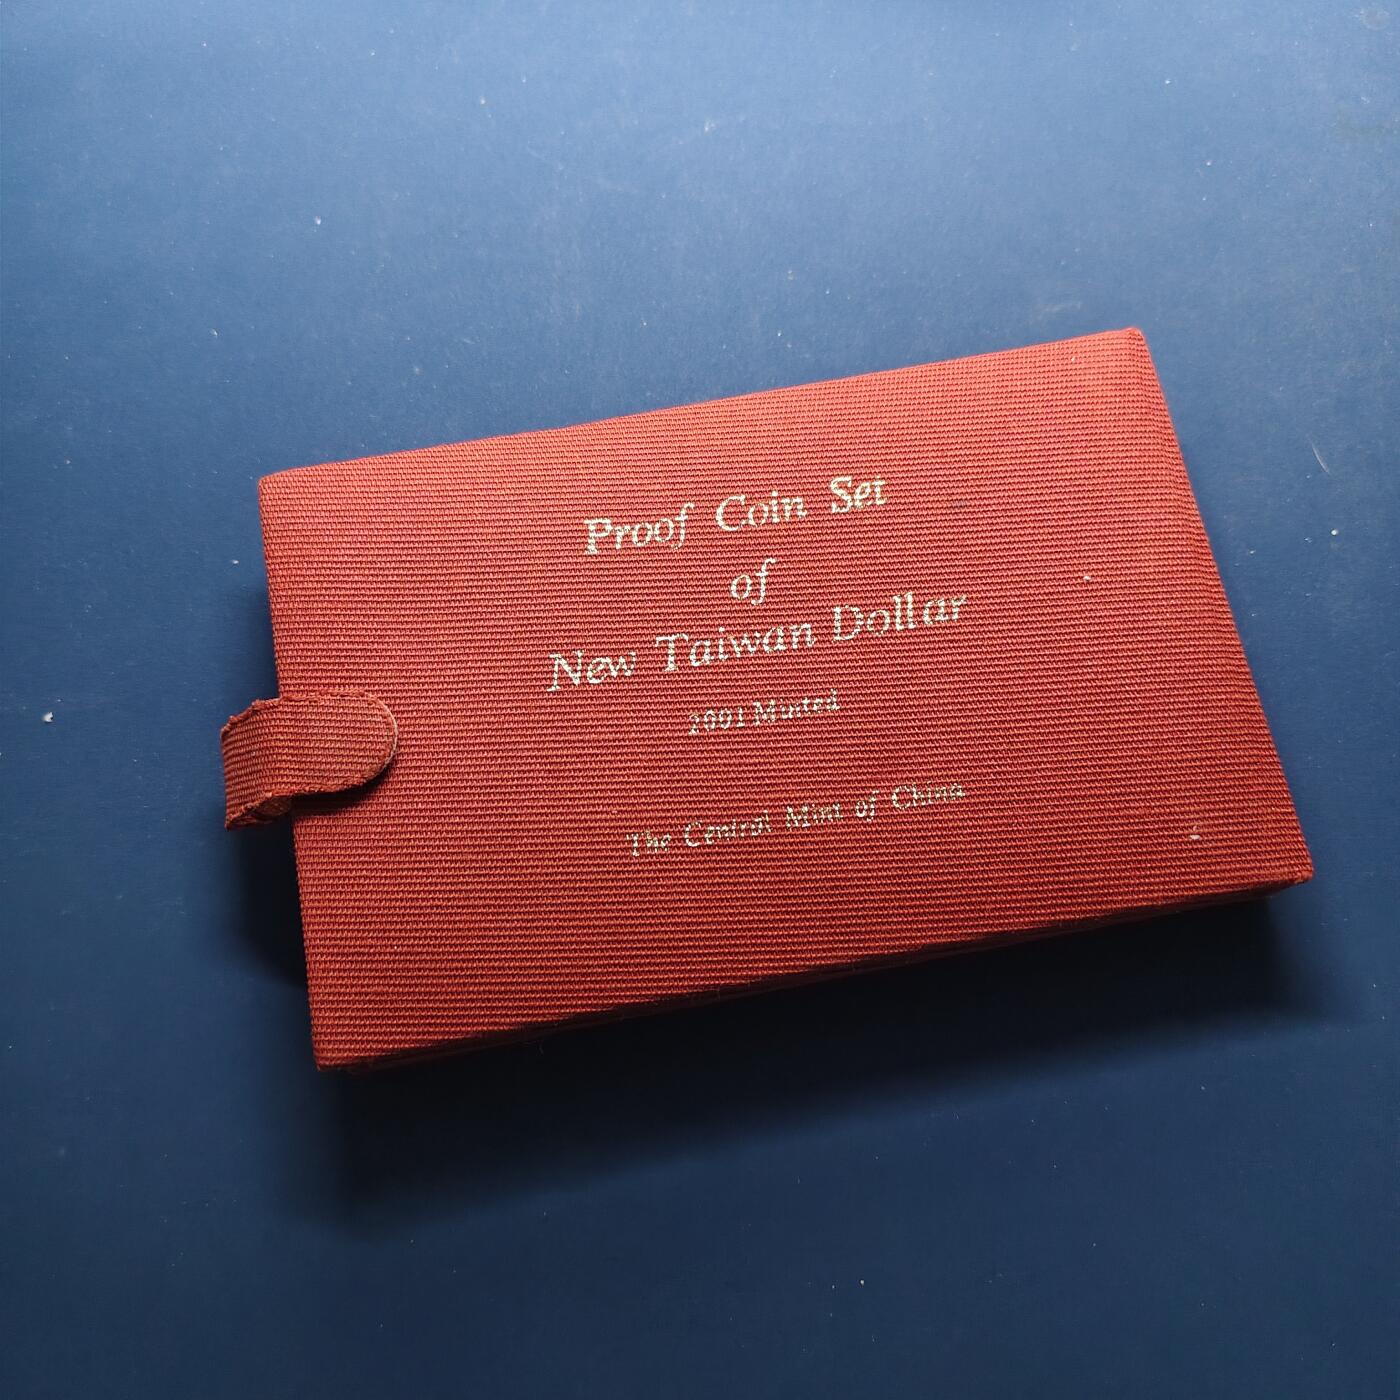 Proof Coin Set
of
New Taiwan Dollar
2001 Minted
The Central Mint of China